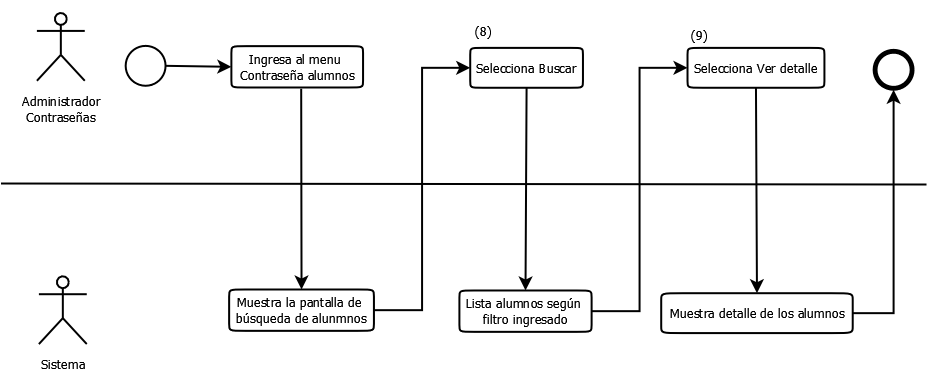 Administrador
Contraseñas
Ingresa al menu
Contraseña alumnos
(8)
Selecciona Buscar
(9)
Selecciona Ver detalle
Sistema
Muestra la pantalla de
búsqueda de alunmnos
Lista alumnos según
filtro ingresado
Muestra detalle de los alumnos